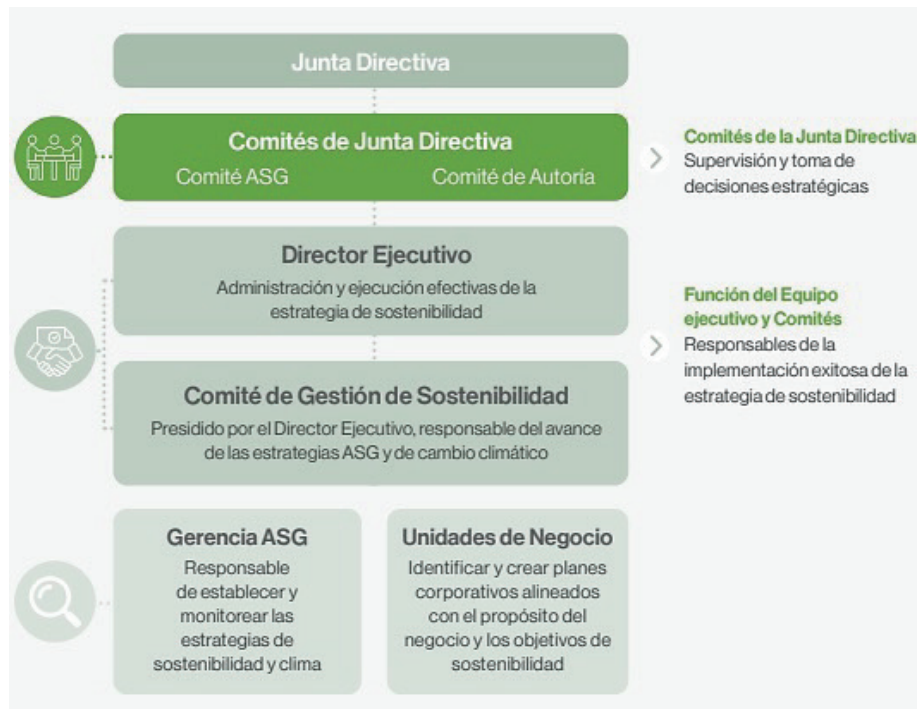 Junta Directiva
Comités de Junta Directiva
Comité ASG
Comité de Autoría
Comités de la Junta Directiva
Supervisión y toma de
decisiones estratégicas
Director Ejecutivo
Administración y ejecución efectivas de la
estrategia de sostenibilidad
Comité de Gestión de Sostenibilidad
Presidido por el Director Ejecutivo, responsable del avance
de las estrategias ASG y de cambio climático
Función del Equipo
ejecutivo y Comités
Responsables de la
implementación exitosa de la
estrategia de sostenibilidad
Gerencia ASG
Responsable
de establecer y
monitorear las
estrategias de
sostenibilidad y clima
Unidades de Negocio
Identificar y crear planes
corporativos alineados
con el propósito del
negocio y los objetivos de
sostenibilidad